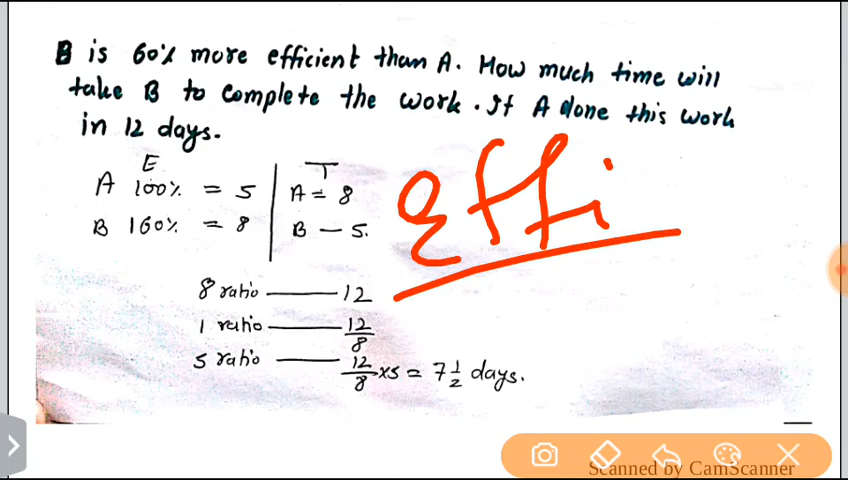 B is 60% more efficient than A. How much time will
take B to complete the work. If A done this work
in 12 days.
E
T
A 100% = 5
A = 8
B 160% = 8
B — 5.
effi
8 ratio — 12
1 ratio — 12/8
5 ratio — 12/8 x5 = 7 1/2 days.
Scanned by CamScanner